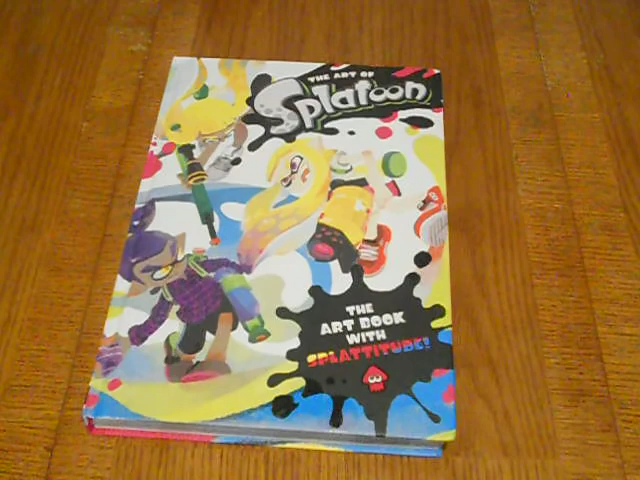 THE ART OF
Splatoon
THE
ART BOOK
WITH
SPLATTITUDE!